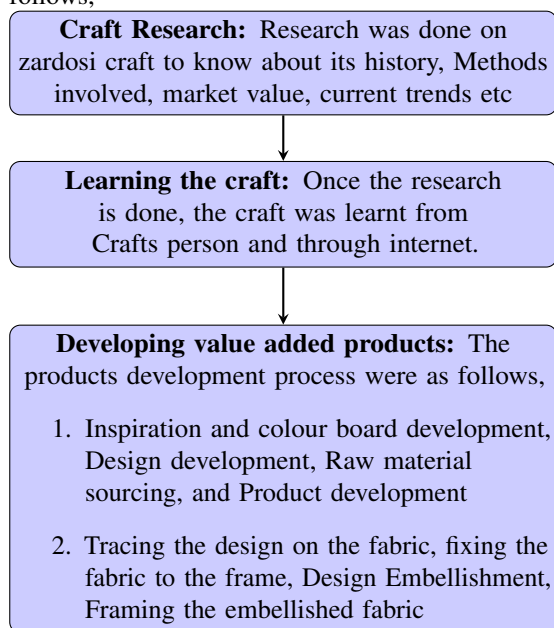 follows,
Craft Research: Research was done on
zardosi craft to know about its history, Methods
involved, market value, current trends etc
Learning the craft: Once the research
is done, the craft was learnt from
Crafts person and through internet.
Developing value added products: The
products development process were as follows,
1. Inspiration and colour board development,
Design development, Raw material
sourcing, and Product development
2. Tracing the design on the fabric, fixing the
fabric to the frame, Design Embellishment,
Framing the embellished fabric